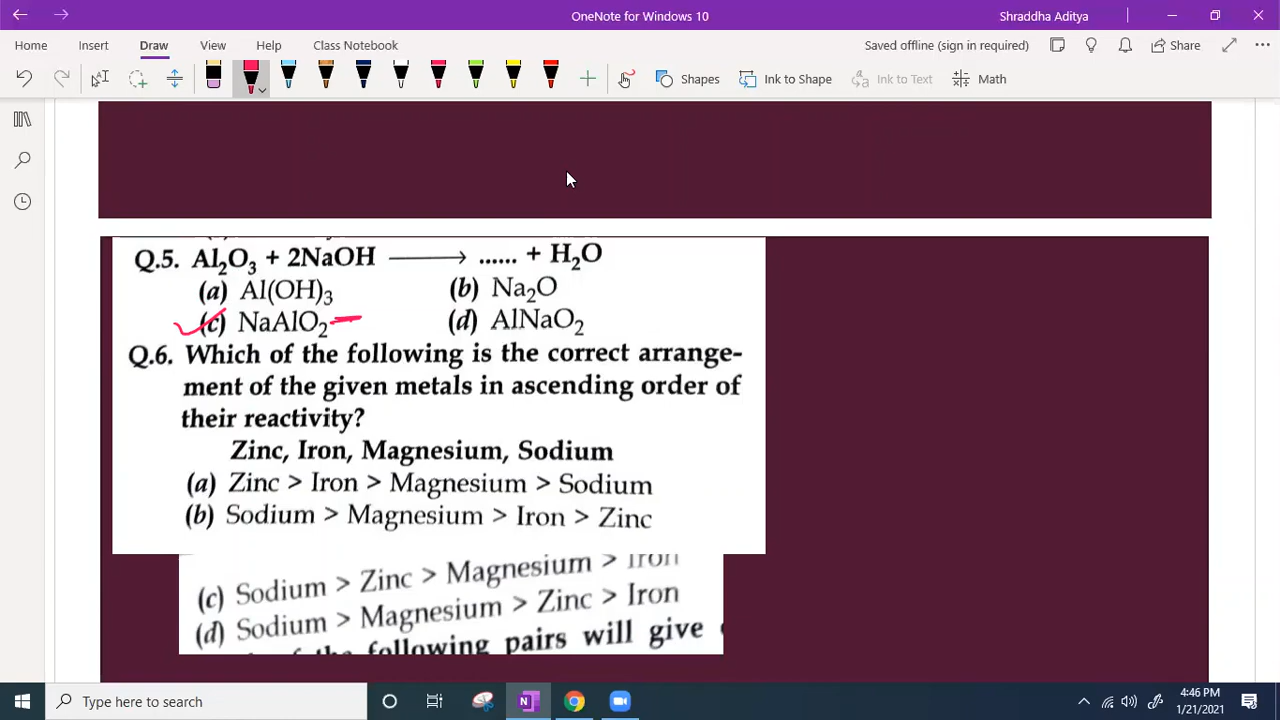 OneNote for Windows 10
Shraddha Aditya
Home Insert Draw View Help Class Notebook
Saved offline (sign in required) Share
Shapes Ink to Shape Ink to Text Math
Q.5. Al₂O₃ + 2NaOH ⟶ ...... + H₂O
(a) Al(OH)₃ (b) Na₂O
(c) NaAlO₂ (d) AlNaO₂
Q.6. Which of the following is the correct arrange-
ment of the given metals in ascending order of
their reactivity?
Zinc, Iron, Magnesium, Sodium
(a) Zinc > Iron > Magnesium > Sodium
(b) Sodium > Magnesium > Iron > Zinc
(c) Sodium > Zinc > Magnesium > Iron
(d) Sodium > Magnesium > Zinc > Iron
of the following pairs will give
Type here to search
4:46 PM
1/21/2021